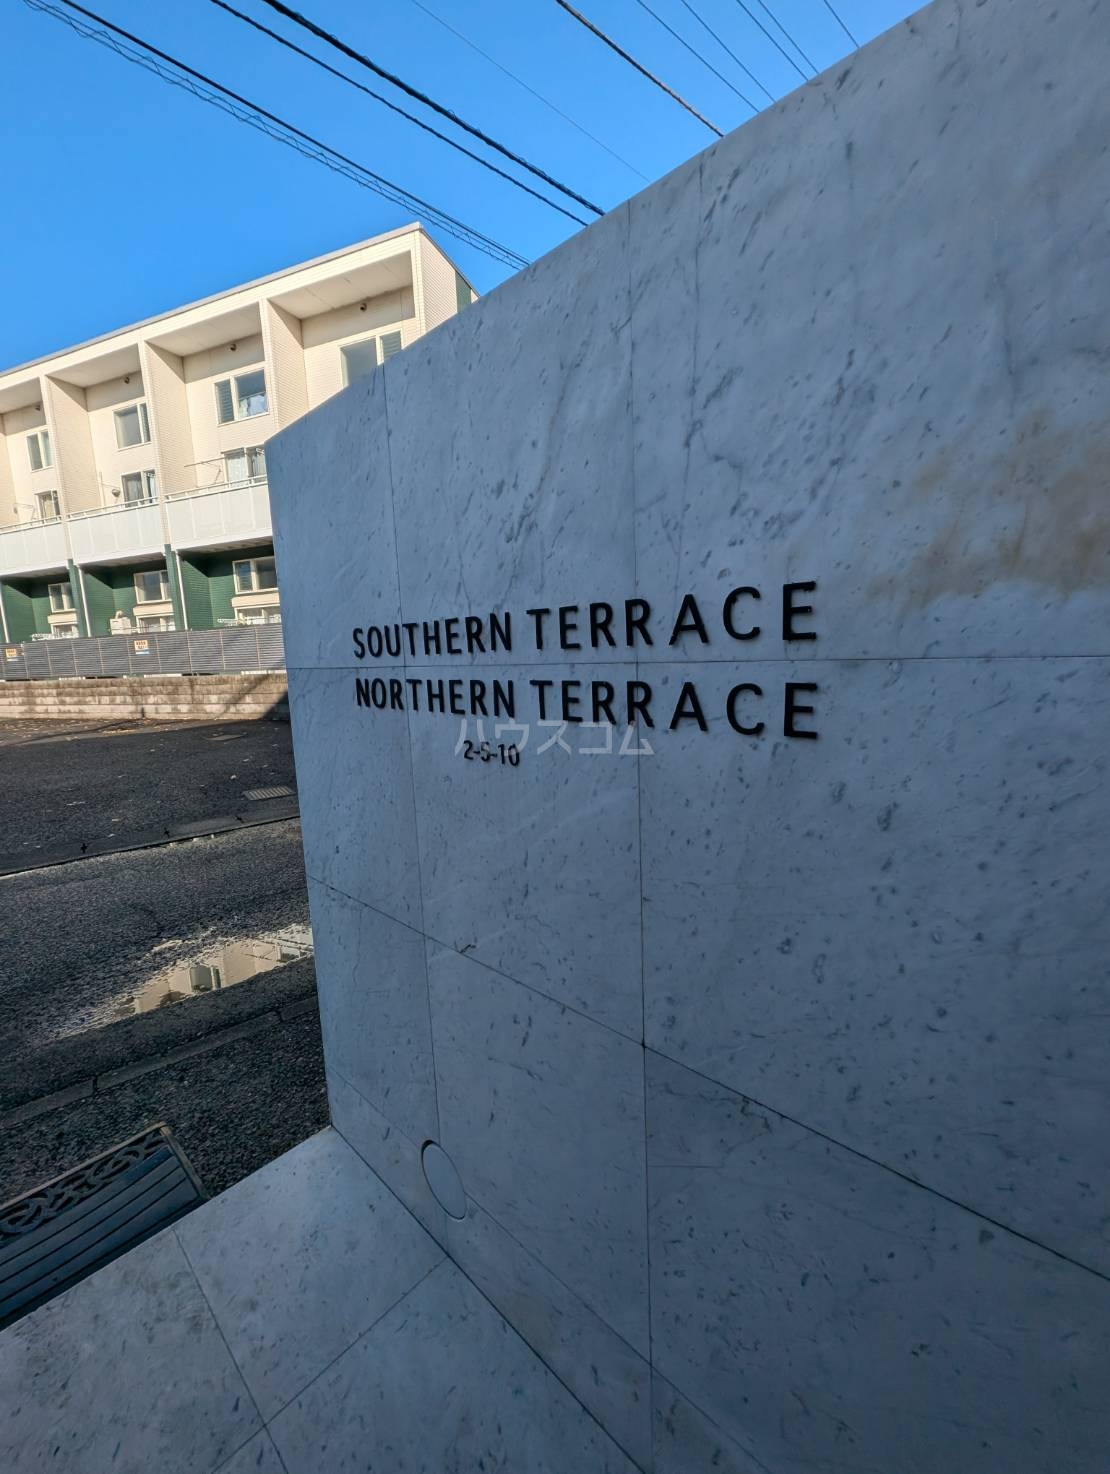 SOUTHERN TERRACE
NORTHERN TERRACE
2-5-10
ハウスコム